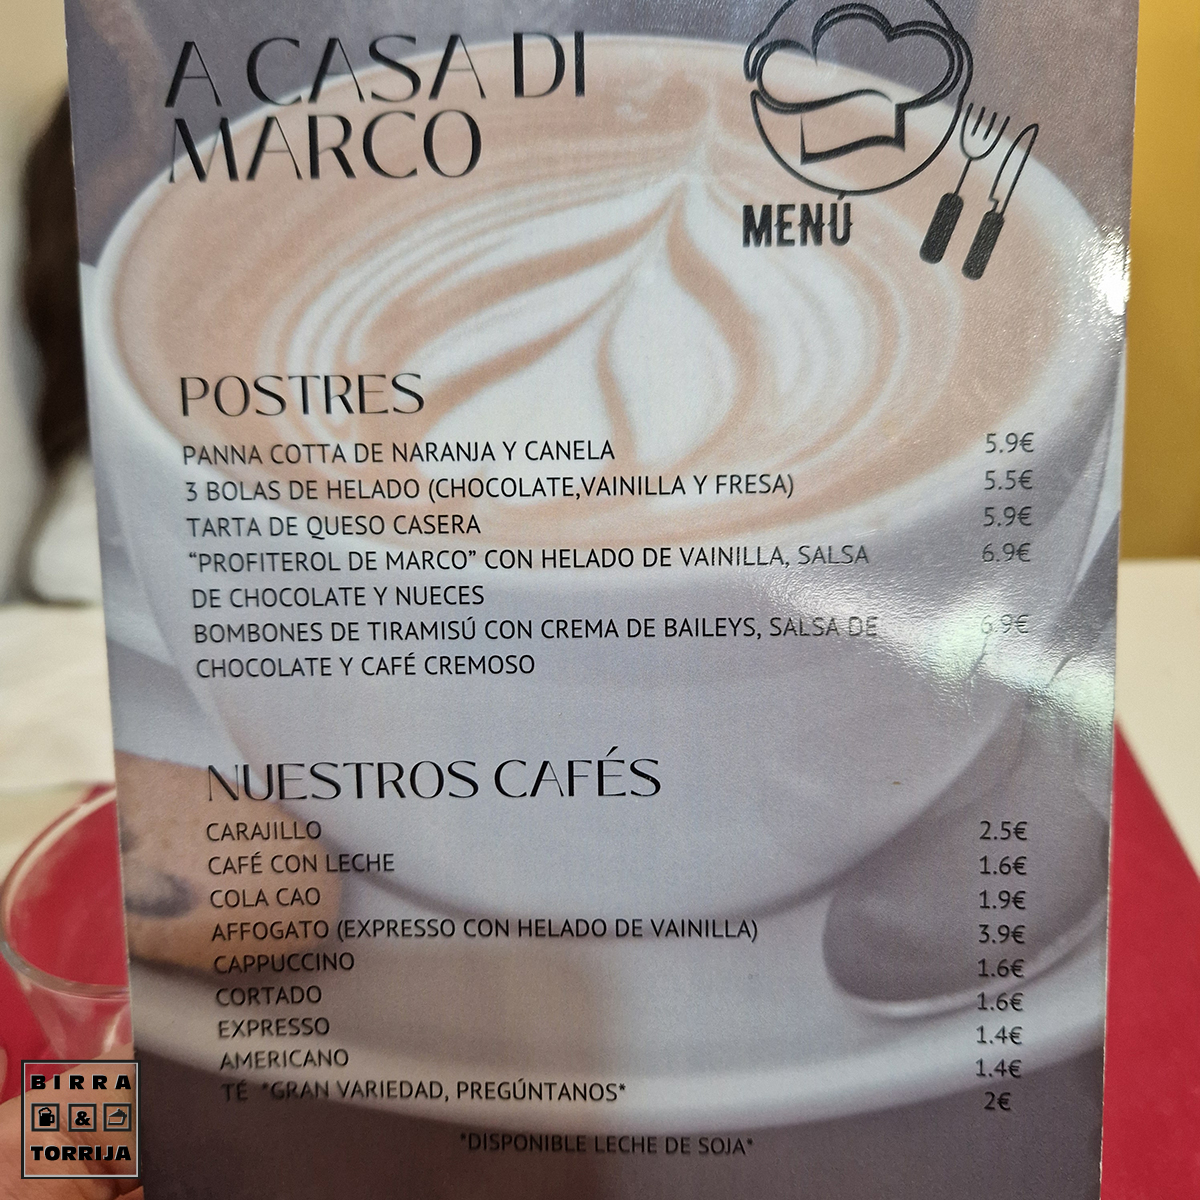 A CASA DI
MARCO
MENÚ
POSTRES
PANNA COTTA DE NARANJA Y CANELA 5.9€
3 BOLAS DE HELADO (CHOCOLATE,VAINILLA Y FRESA) 5.5€
TARTA DE QUESO CASERA 5.9€
“PROFITEROL DE MARCO” CON HELADO DE VAINILLA, SALSA 6.9€
DE CHOCOLATE Y NUECES
BOMBONES DE TIRAMISÚ CON CREMA DE BAILEYS, SALSA DE 6.9€
CHOCOLATE Y CAFÉ CREMOSO
NUESTROS CAFÉS
CARAJILLO 2.5€
CAFÉ CON LECHE 1.6€
COLA CAO 1.9€
AFFOGATO (EXPRESSO CON HELADO DE VAINILLA) 3.9€
CAPPUCCINO 1.6€
CORTADO 1.6€
EXPRESSO 1.4€
AMERICANO 1.4€
TÉ *GRAN VARIEDAD, PREGÚNTANOS* 2€
*DISPONIBLE LECHE DE SOJA*
BIRRA
&
TORRIJA